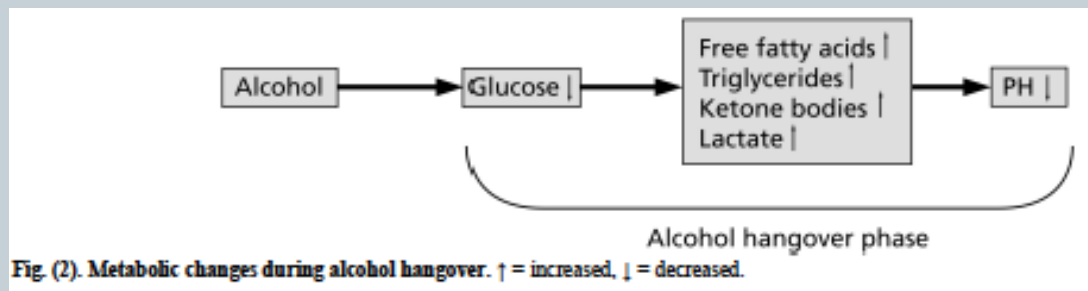 Alcohol
Glucose ↓
Free fatty acids ↑
Triglycerides ↑
Ketone bodies ↑
Lactate ↑
PH ↓
Alcohol hangover phase
Fig. (2). Metabolic changes during alcohol hangover. ↑ = increased, ↓ = decreased.